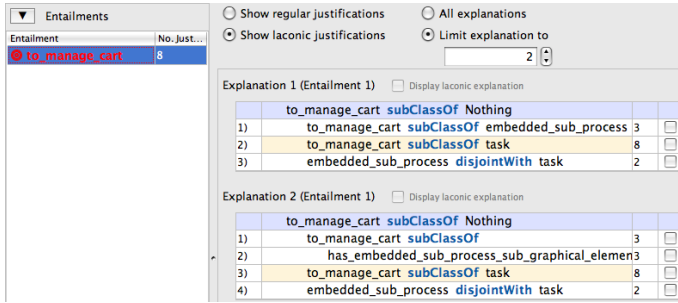 ▼ Entailments
Entailment No. Just...
to_manage_cart 8
Show regular justifications All explanations
Show laconic justifications Limit explanation to
2
Explanation 1 (Entailment 1) Display laconic explanation
to_manage_cart subClassOf Nothing
1) to_manage_cart subClassOf embedded_sub_process 3
2) to_manage_cart subClassOf task 8
3) embedded_sub_process disjointWith task 2
Explanation 2 (Entailment 1) Display laconic explanation
to_manage_cart subClassOf Nothing
1) to_manage_cart subClassOf 3
2) has_embedded_sub_process_sub_graphical_elemen 3
3) to_manage_cart subClassOf task 8
4) embedded_sub_process disjointWith task 2